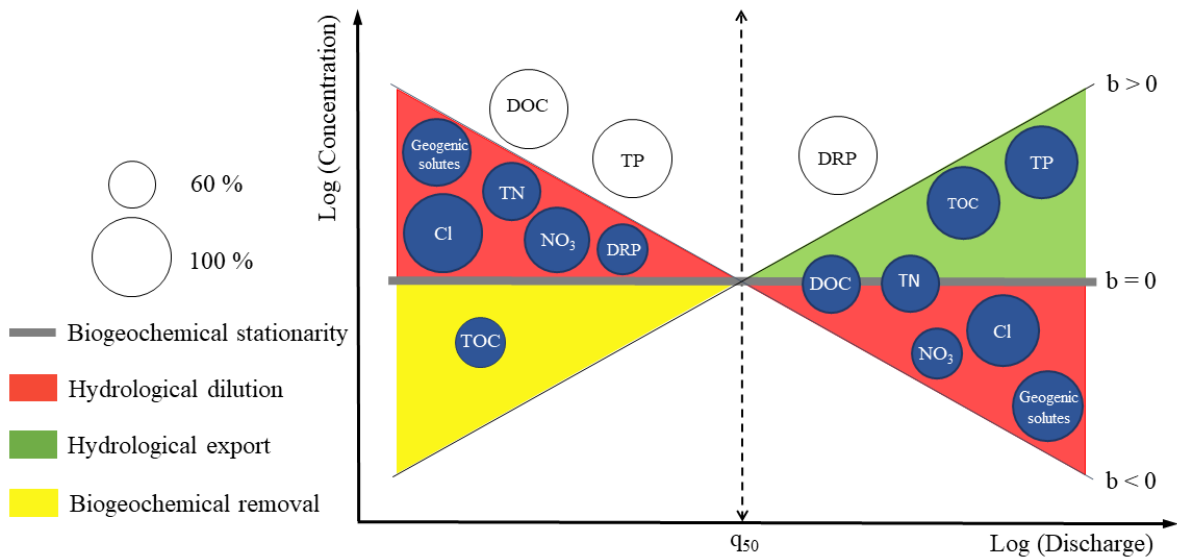 60 %
100 %
Biogeochemical stationarity
Hydrological dilution
Hydrological export
Biogeochemical removal
Log (Concentration)
DOC
TP
Geogenic
solutes
TN
Cl
NO3
DRP
TOC
DRP
TP
TOC
DOC
TN
Cl
NO3
Geogenic
solutes
b > 0
b = 0
b < 0
q50
Log (Discharge)